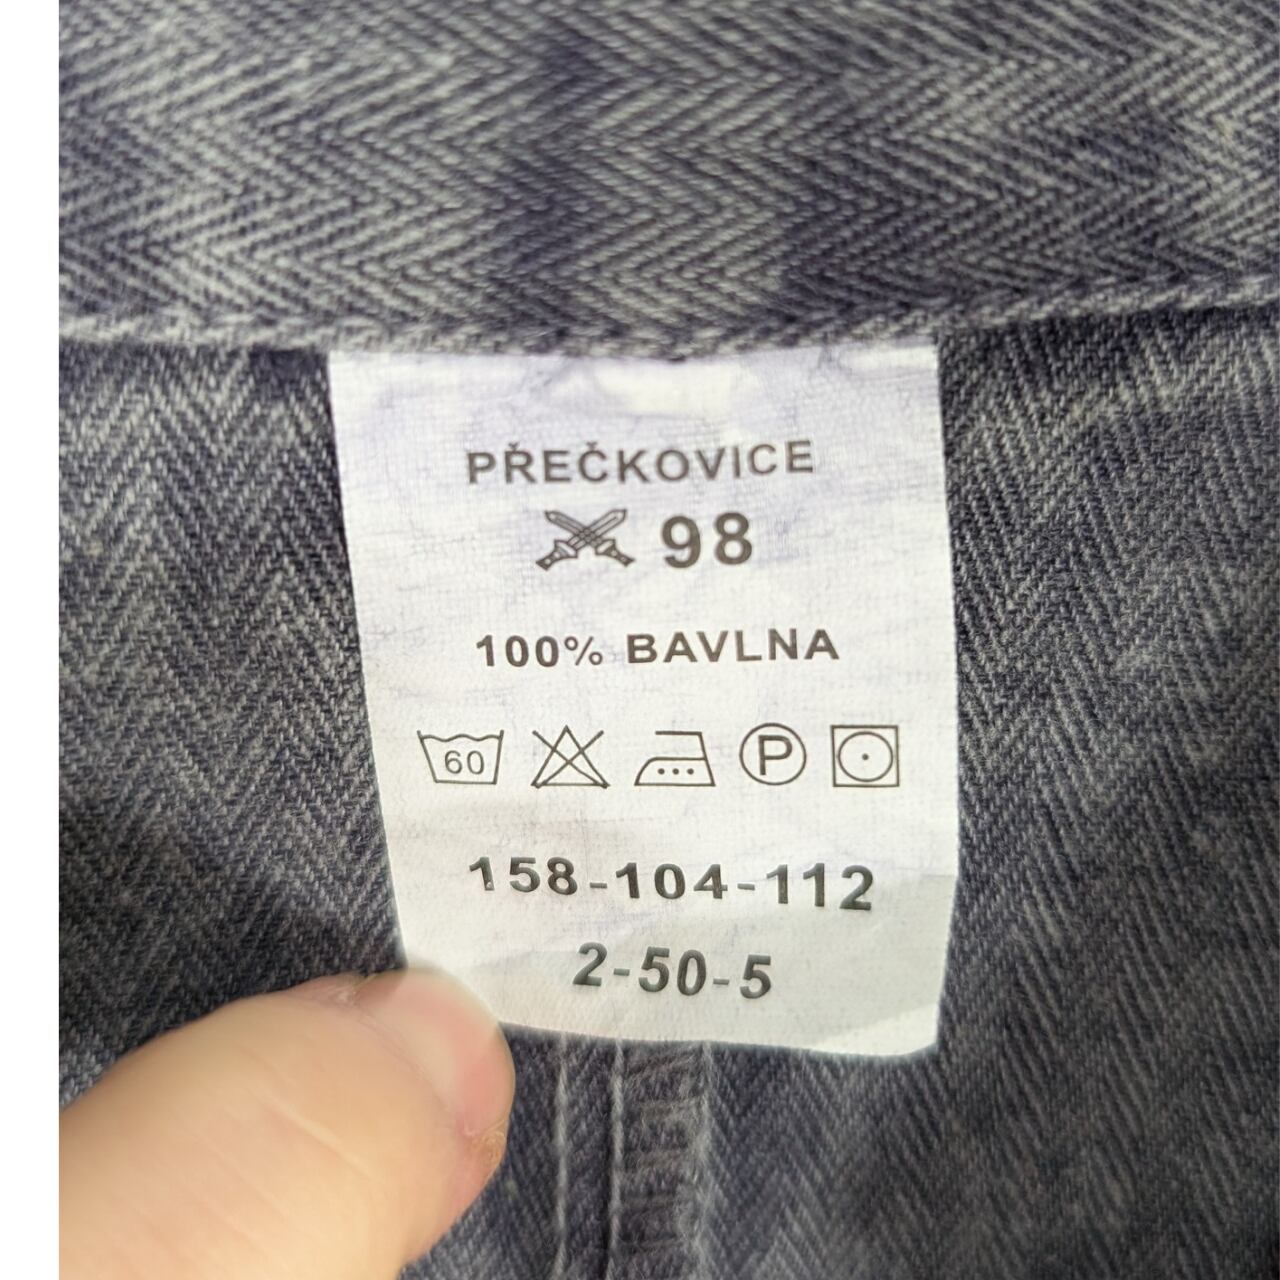 PŘEČKOVICE
98
100% BAVLNA
60 P
158-104-112
2-50-5